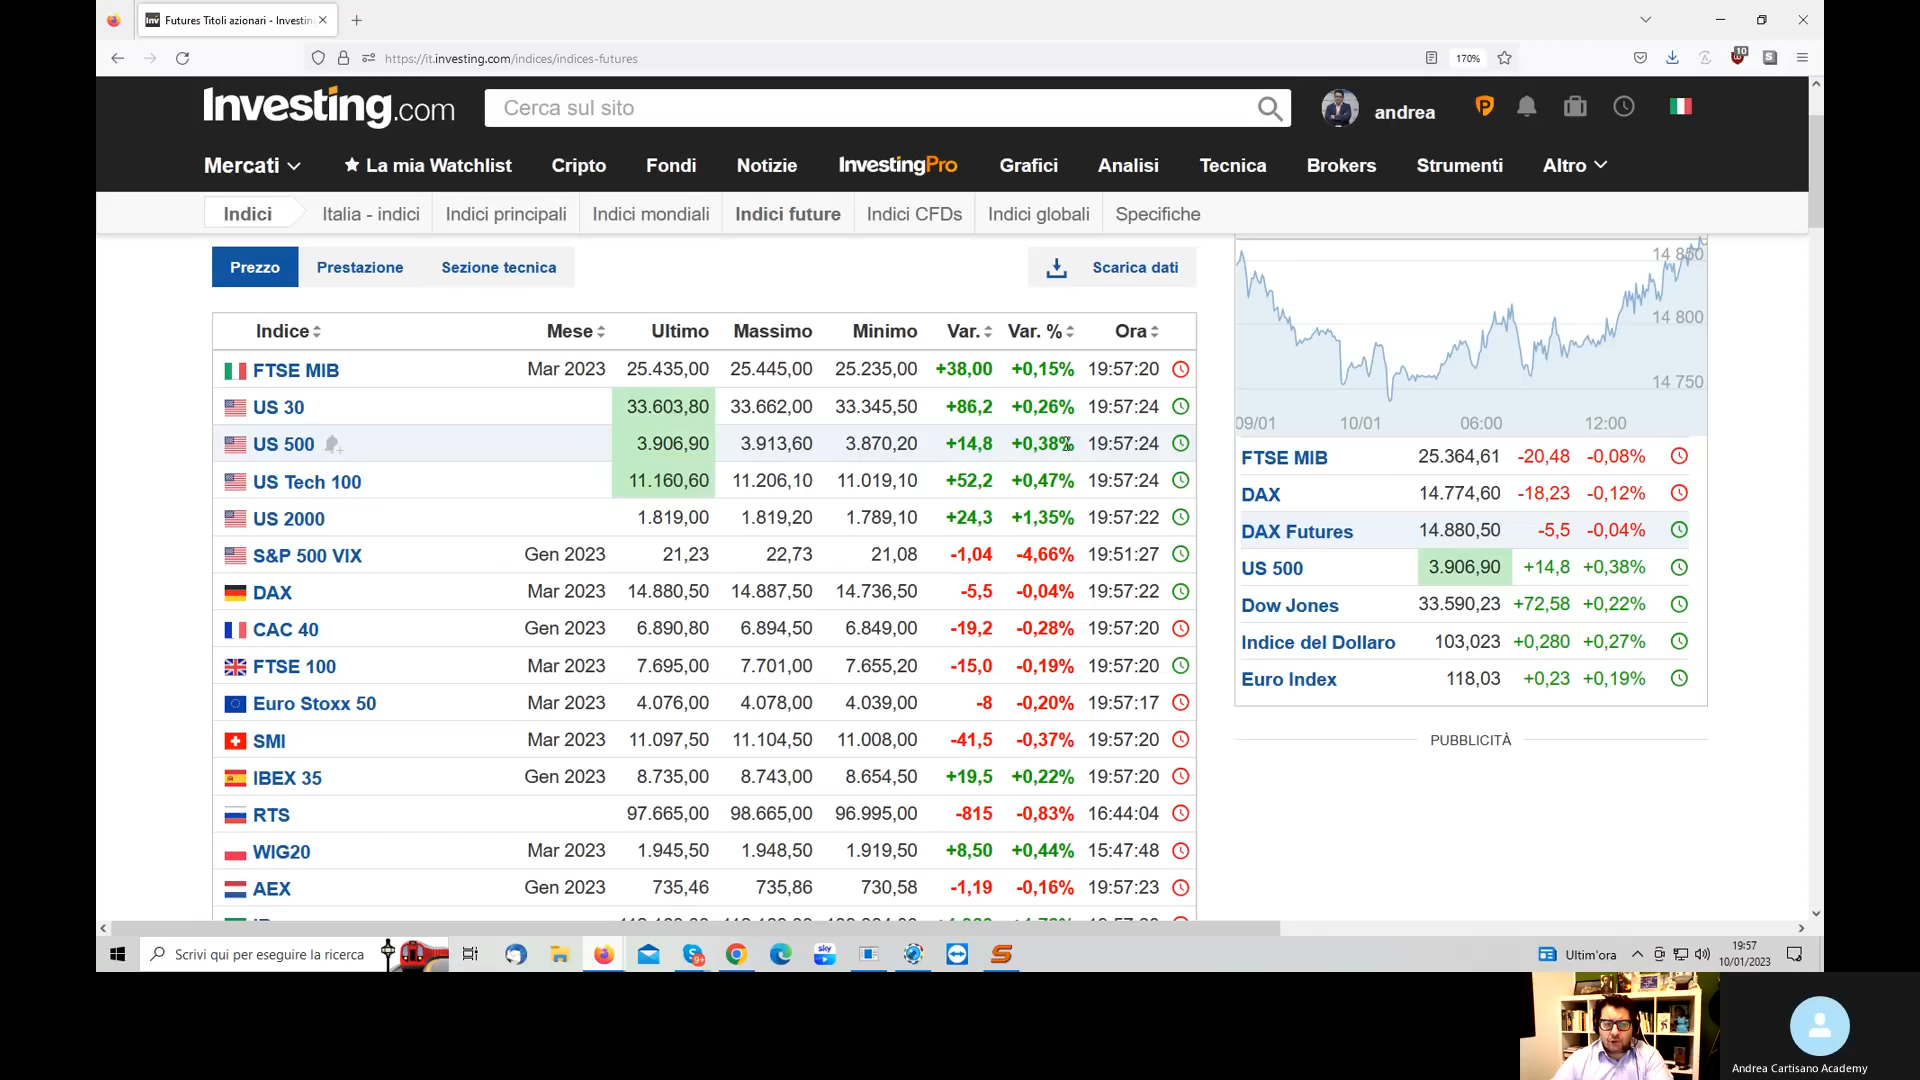 Futures Titoli azionari - Investin
https://it.investing.com/indices/indices-futures
170%
10
Investing.com
Cerca sul sito
andrea
Mercati
La mia Watchlist
Cripto
Fondi
Notizie
InvestingPro
Grafici
Analisi
Tecnica
Brokers
Strumenti
Altro
Indici
Italia - indici
Indici principali
Indici mondiali
Indici future
Indici CFDs
Indici globali
Specifiche
Prezzo
Prestazione
Sezione tecnica
Scarica dati
Indice Mese Ultimo Massimo Minimo Var. Var. % Ora
FTSE MIB Mar 2023 25.435,00 25.445,00 25.235,00 +38,00 +0,15% 19:57:20
US 30 33.603,80 33.662,00 33.345,50 +86,2 +0,26% 19:57:24
US 500 3.906,90 3.913,60 3.870,20 +14,8 +0,38% 19:57:24
US Tech 100 11.160,60 11.206,10 11.019,10 +52,2 +0,47% 19:57:24
US 2000 1.819,00 1.819,20 1.789,10 +24,3 +1,35% 19:57:22
S&P 500 VIX Gen 2023 21,23 22,73 21,08 -1,04 -4,66% 19:51:27
DAX Mar 2023 14.880,50 14.887,50 14.736,50 -5,5 -0,04% 19:57:22
CAC 40 Gen 2023 6.890,80 6.894,50 6.849,00 -19,2 -0,28% 19:57:20
FTSE 100 Mar 2023 7.695,00 7.701,00 7.655,20 -15,0 -0,19% 19:57:20
Euro Stoxx 50 Mar 2023 4.076,00 4.078,00 4.039,00 -8 -0,20% 19:57:17
SMI Mar 2023 11.097,50 11.104,50 11.008,00 -41,5 -0,37% 19:57:20
IBEX 35 Gen 2023 8.735,00 8.743,00 8.654,50 +19,5 +0,22% 19:57:20
RTS 97.665,00 98.665,00 96.995,00 -815 -0,83% 16:44:04
WIG20 Mar 2023 1.945,50 1.948,50 1.919,50 +8,50 +0,44% 15:47:48
AEX Gen 2023 735,46 735,86 730,58 -1,19 -0,16% 19:57:23
14 850
14 800
14 750
09/01 10/01 06:00 12:00
FTSE MIB 25.364,61 -20,48 -0,08%
DAX 14.774,60 -18,23 -0,12%
DAX Futures 14.880,50 -5,5 -0,04%
US 500 3.906,90 +14,8 +0,38%
Dow Jones 33.590,23 +72,58 +0,22%
Indice del Dollaro 103,023 +0,280 +0,27%
Euro Index 118,03 +0,23 +0,19%
PUBBLICITÀ
Scrivi qui per eseguire la ricerca
sky
Ultim'ora
19:57
10/01/2023
Andrea Cartisano Academy